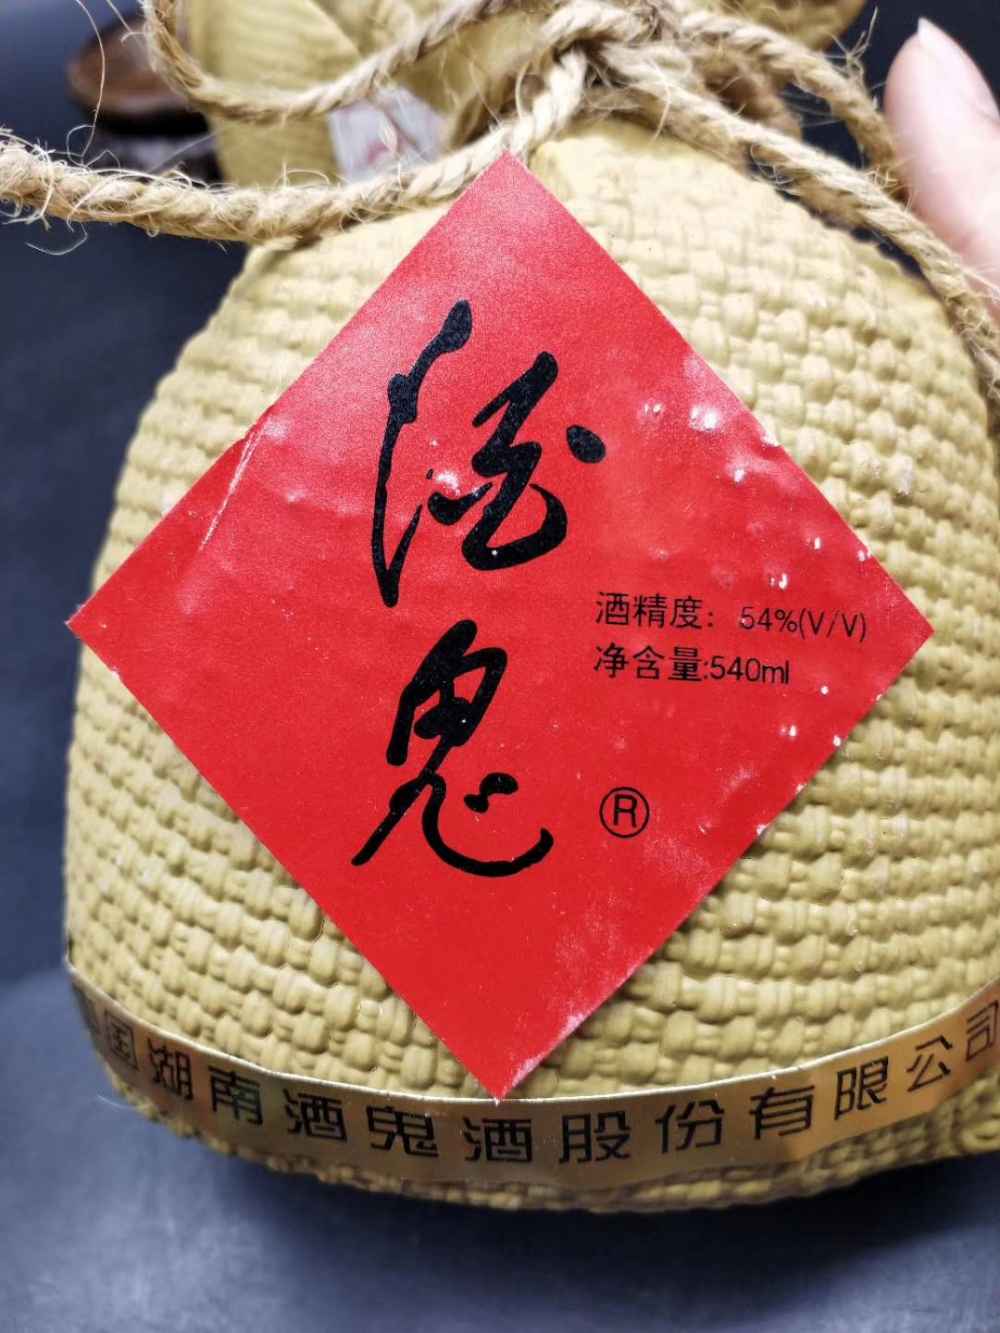 酒鬼
酒精度： 54%(V/V)
净含量:540ml
®
中国湖南酒鬼酒股份有限公司